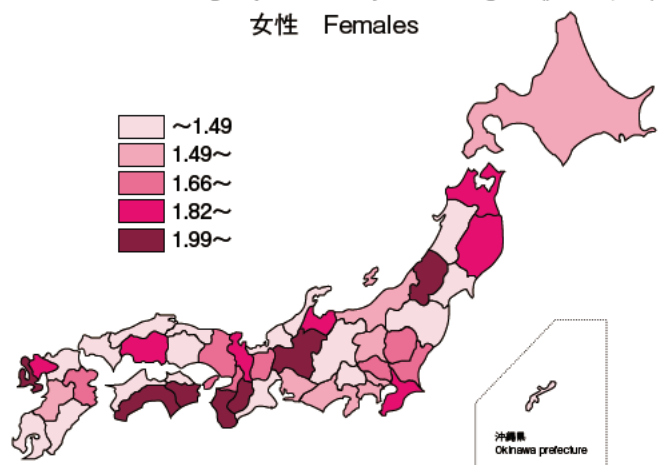 女性 Females
～1.49
1.49～
1.66～
1.82～
1.99～
沖縄県
Okinawa prefecture